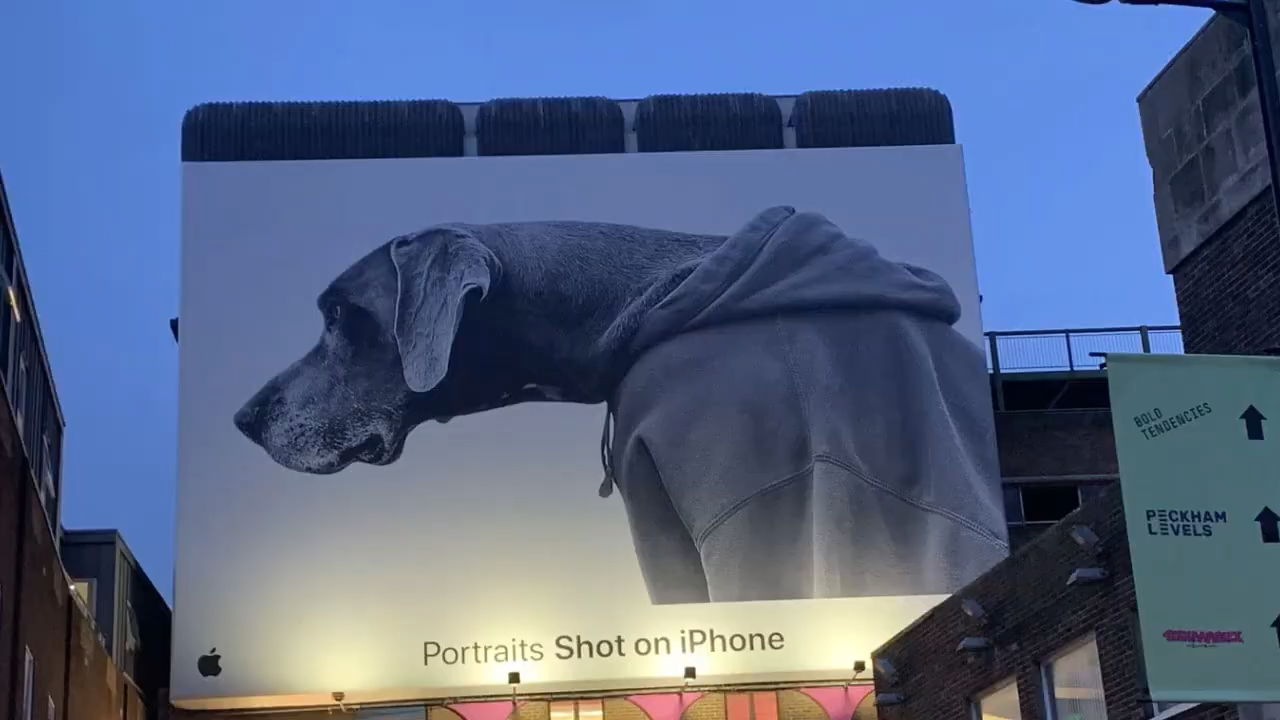 Portraits Shot on iPhone
BOLD
TENDENCIES
PECKHAM
LEVELS